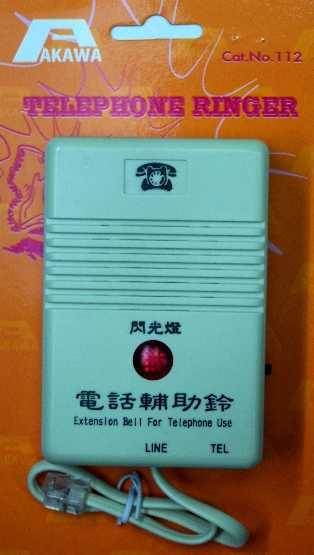 AKAWA
Cat.No.112
TELEPHONE RINGER
閃光燈
電話輔助鈴
Extension Bell For Telephone Use
LINE TEL